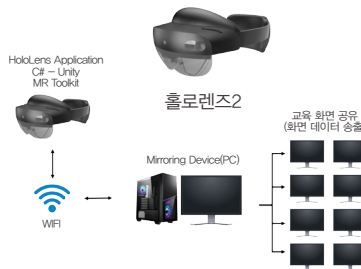 HoloLens Application
C# - Unity
MR Toolkit
홀로렌즈2
교육 화면 공유
(화면 데이터 송출
Mirroring Device(PC)
WIFI